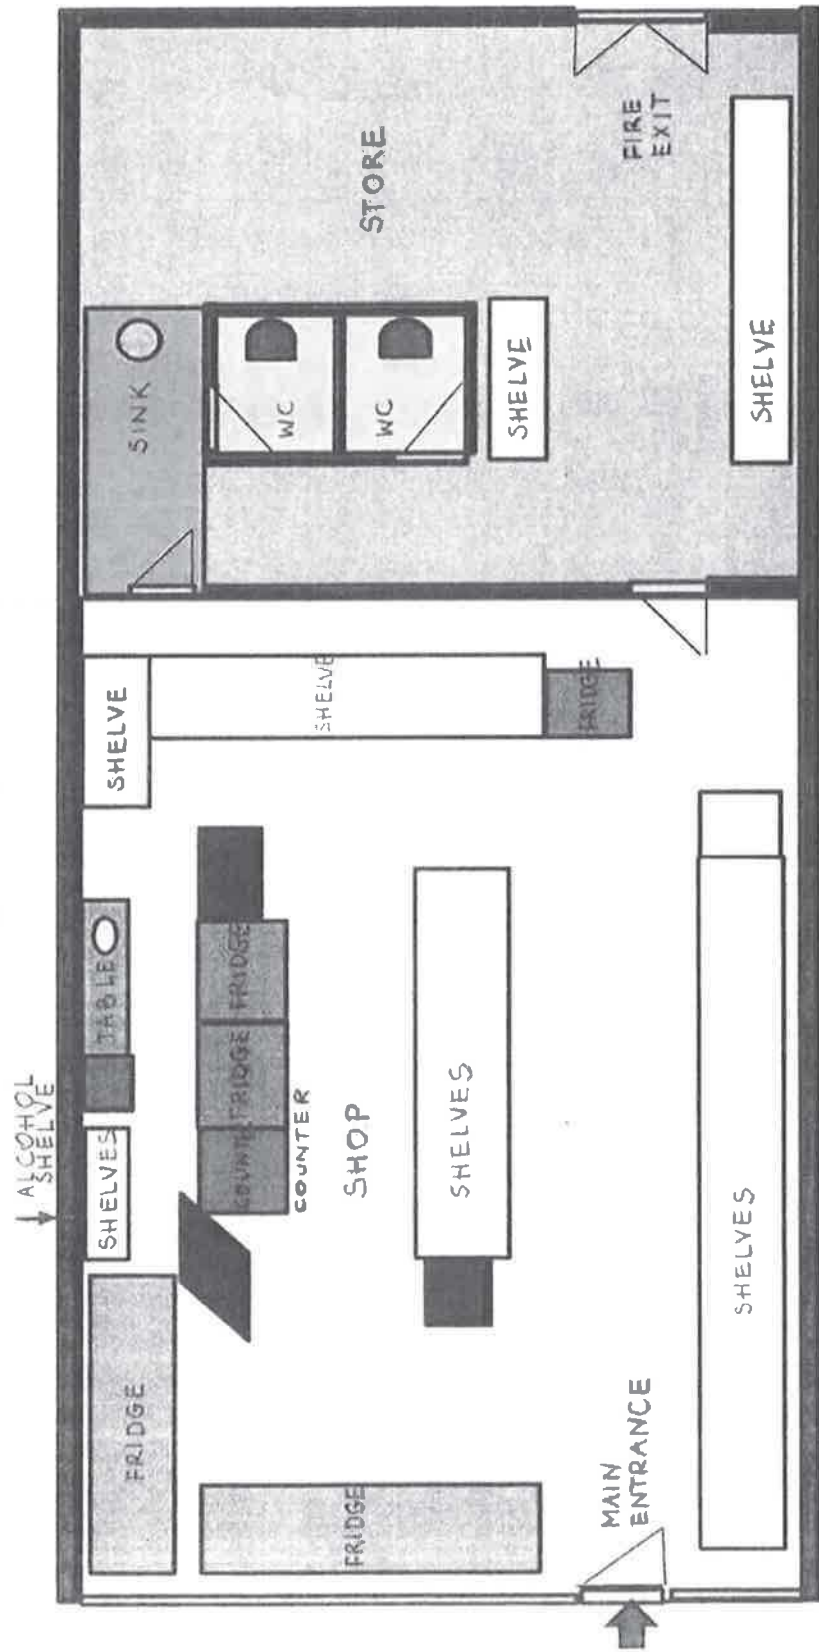 ALCOHOL
SHELVE
FRIDGE
SHELVES
TABLE
SHELVE
SINK
FRIDGE
COUNTE
FRIDGE
FRIDGE
COUNTER
SHELVE
FRIDGE
WC
WC
STORE
SHOP
SHELVES
SHELVE
MAIN
ENTRANCE
FIRE
EXIT
SHELVES
SHELVE